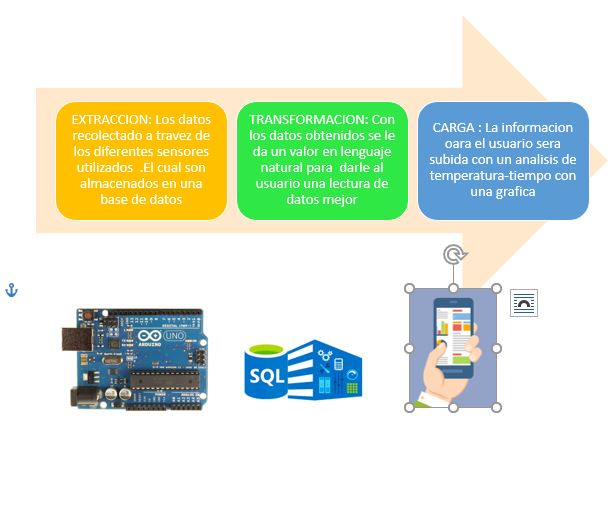 EXTRACCION: Los datos
recolectado a travez de
los diferentes sensores
utilizados .El cual son
almacenados en una
base de datos
TRANSFORMACION: Con
los datos obtenidos se le
da un valor en lenguaje
natural para darle al
usuario una lectura de
datos mejor
CARGA : La informacion
oara el usuario sera
subida con un analisis de
temperatura-tiempo con
una grafica
UNO
ARDUINO
SQL